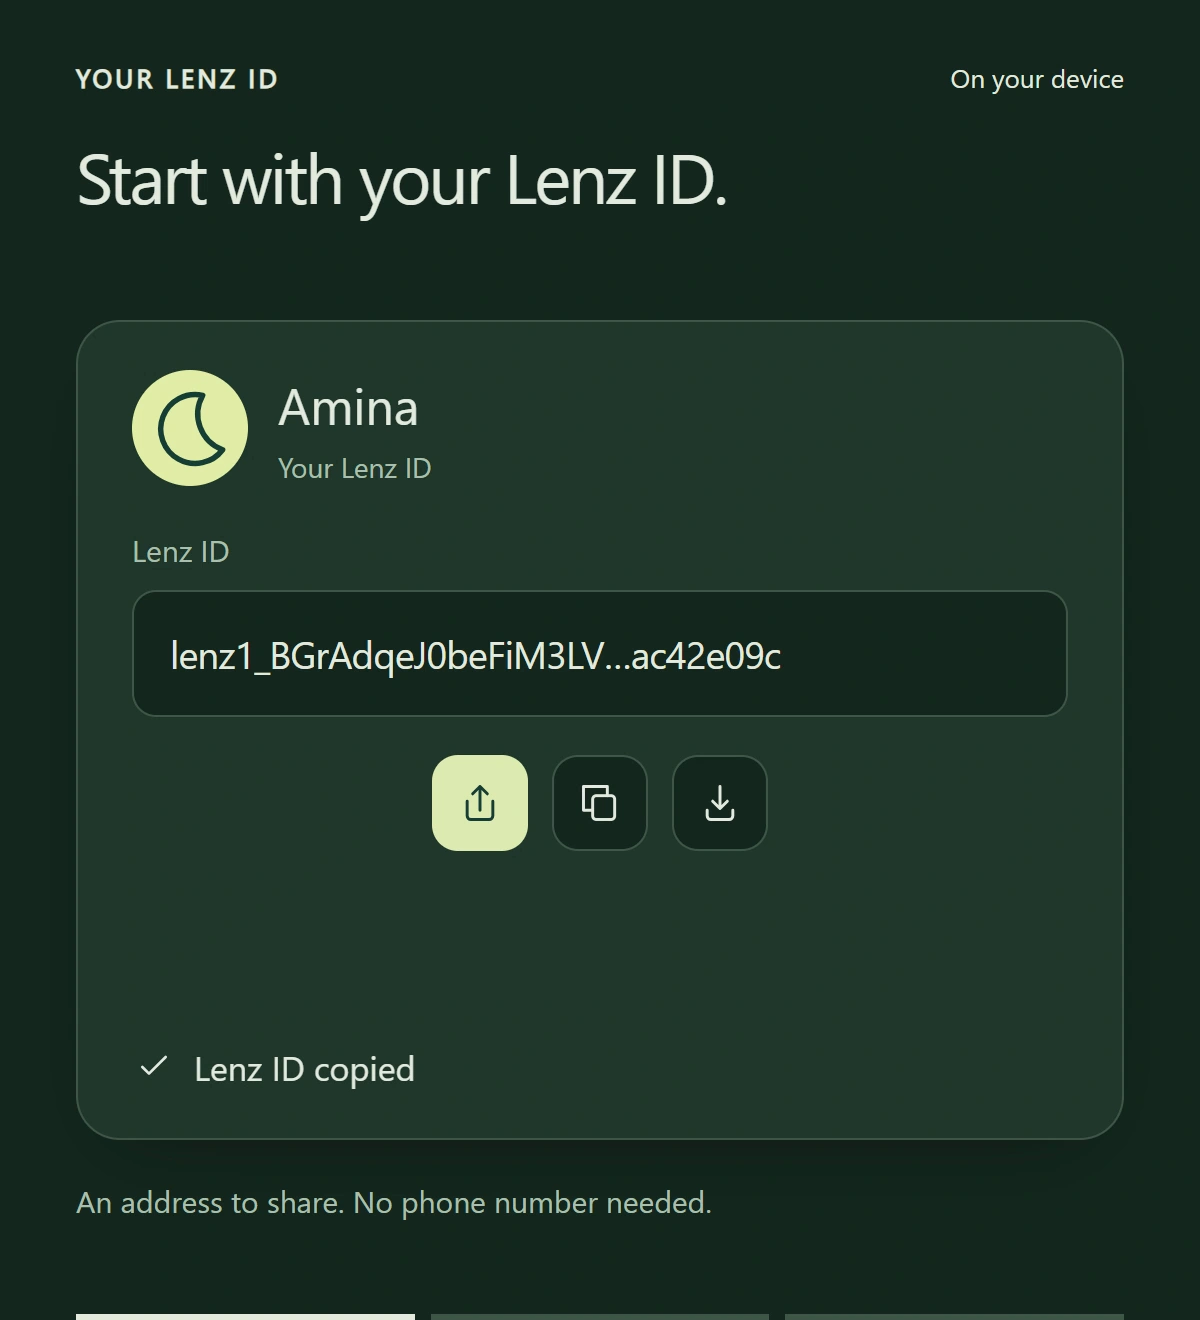 YOUR LENZ ID
On your device
Start with your Lenz ID.
Amina
Your Lenz ID
Lenz ID
lenz1_BGrAdqeJ0beFiM3LV...ac42e09c
Lenz ID copied
An address to share. No phone number needed.